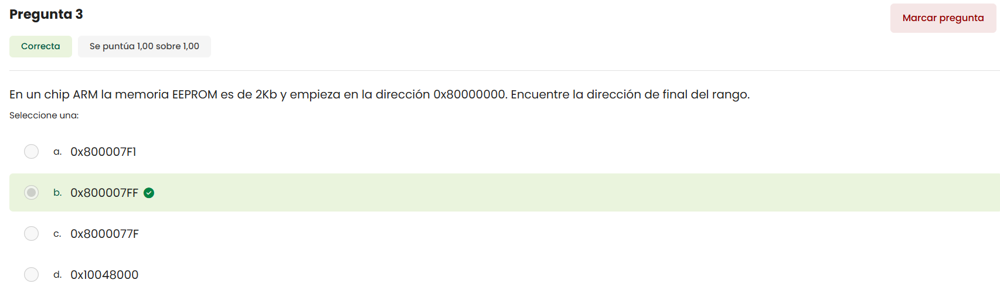 Pregunta 3
Marcar pregunta
Correcta
Se puntúa 1,00 sobre 1,00
En un chip ARM la memoria EEPROM es de 2Kb y empieza en la dirección 0x80000000. Encuentre la dirección de final del rango.
Seleccione una:
a. 0x800007F1
b. 0x800007FF
c. 0x8000077F
d. 0x10048000